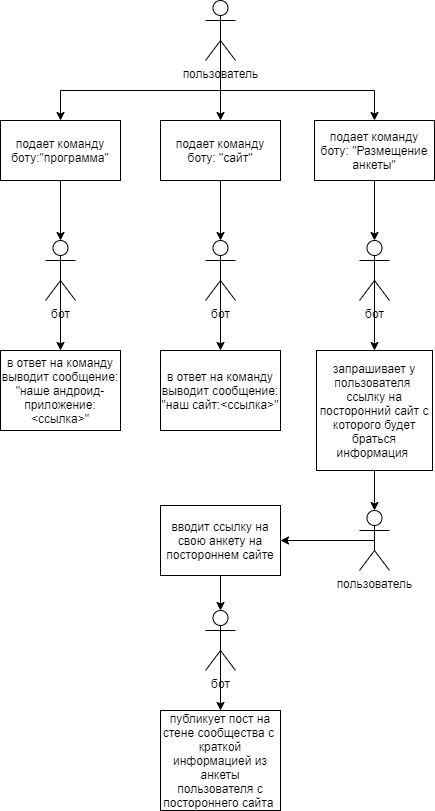 пользователь
подает команду
боту:"программа"
подает команду
боту: "сайт"
подает команду
боту: "Размещение
анкеты"
бот
бот
бот
в ответ на команду
выводит сообщение:
"наше андроид-
приложение:
<ссылка>"
в ответ на команду
выводит сообщение:
"наш сайт:<ссылка>"
запрашивает у
пользователя
ссылку на
посторонний сайт с
которого будет
браться
информация
вводит ссылку на
свою анкету на
постороннем сайте
пользователь
бот
публикует пост на
стене сообщества с
краткой
информацией из
анкеты
пользователя с
постороннего сайта